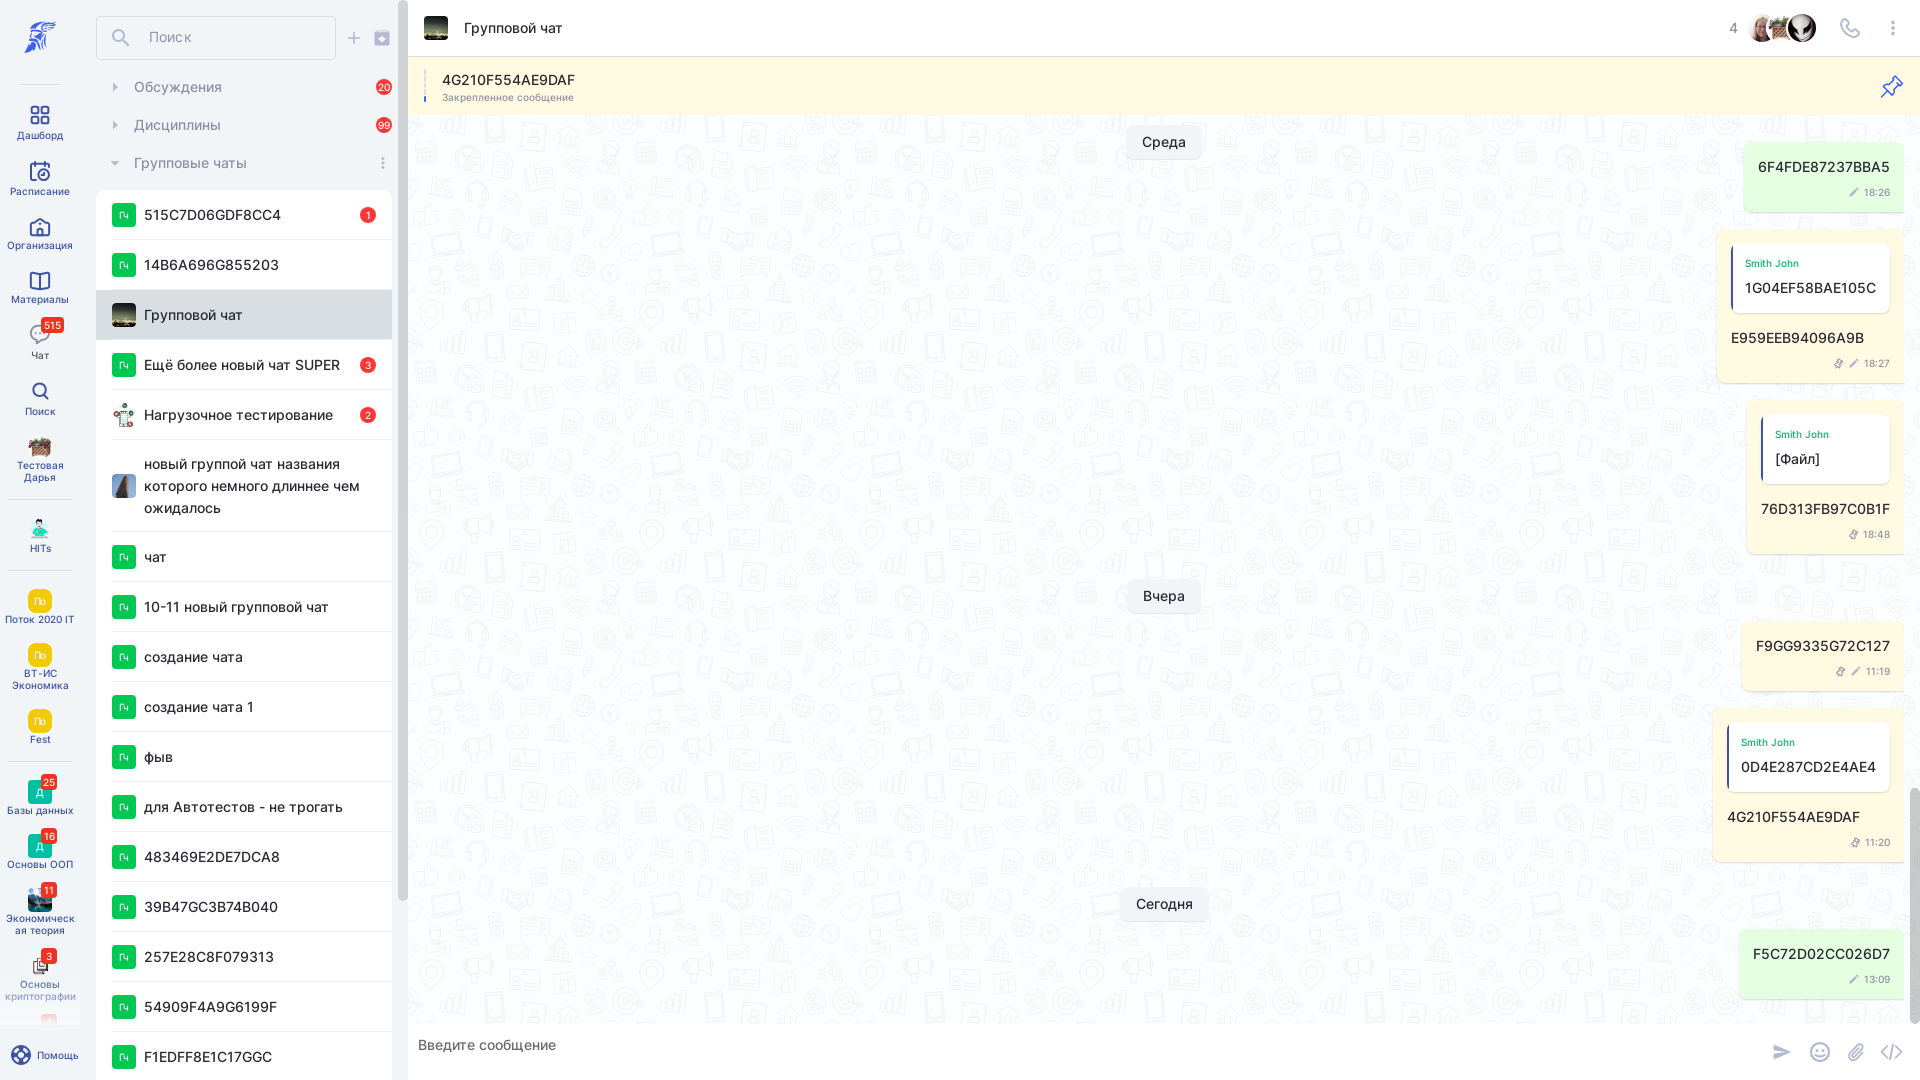 Дашборд
Расписание
Организация
Материалы
515
Чат
Поиск
Тестовая
Дарья
HITs
По
Поток 2020 IT
По
ВТ-ИС
Экономика
По
Fest
25
Д
Базы данных
16
Д
Основы ООП
11
Экономическ
ая теория
3
Основы
криптографии
Помощь
Поиск
Обсуждения
20
Дисциплины
99
Групповые чаты
Гч
515C7D06GDF8CC4
1
Гч
14B6A696G855203
Групповой чат
Гч
Ещё более новый чат SUPER
3
Нагрузочное тестирование
2
новый группой чат названия
которого немного длиннее чем
ожидалось
Гч
чат
Гч
10-11 новый групповой чат
Гч
создание чата
Гч
создание чата 1
Гч
фыв
Гч
для Автотестов - не трогать
Гч
483469E2DE7DCA8
Гч
39B47GC3B74B040
Гч
257E28C8F079313
Гч
54909F4A9G6199F
Гч
F1EDFF8E1C17GGC
Групповой чат
4
4G210F554AE9DAF
Закрепленное сообщение
Среда
6F4FDE87237BBA5
18:26
Smith John
1G04EF58BAE105C
E959EEB94096A9B
18:27
Smith John
[Файл]
76D313FB97C0B1F
18:48
Вчера
F9GG9335G72C127
11:19
Smith John
0D4E287CD2E4AE4
4G210F554AE9DAF
11:20
Сегодня
F5C72D02CC026D7
13:09
Введите сообщение